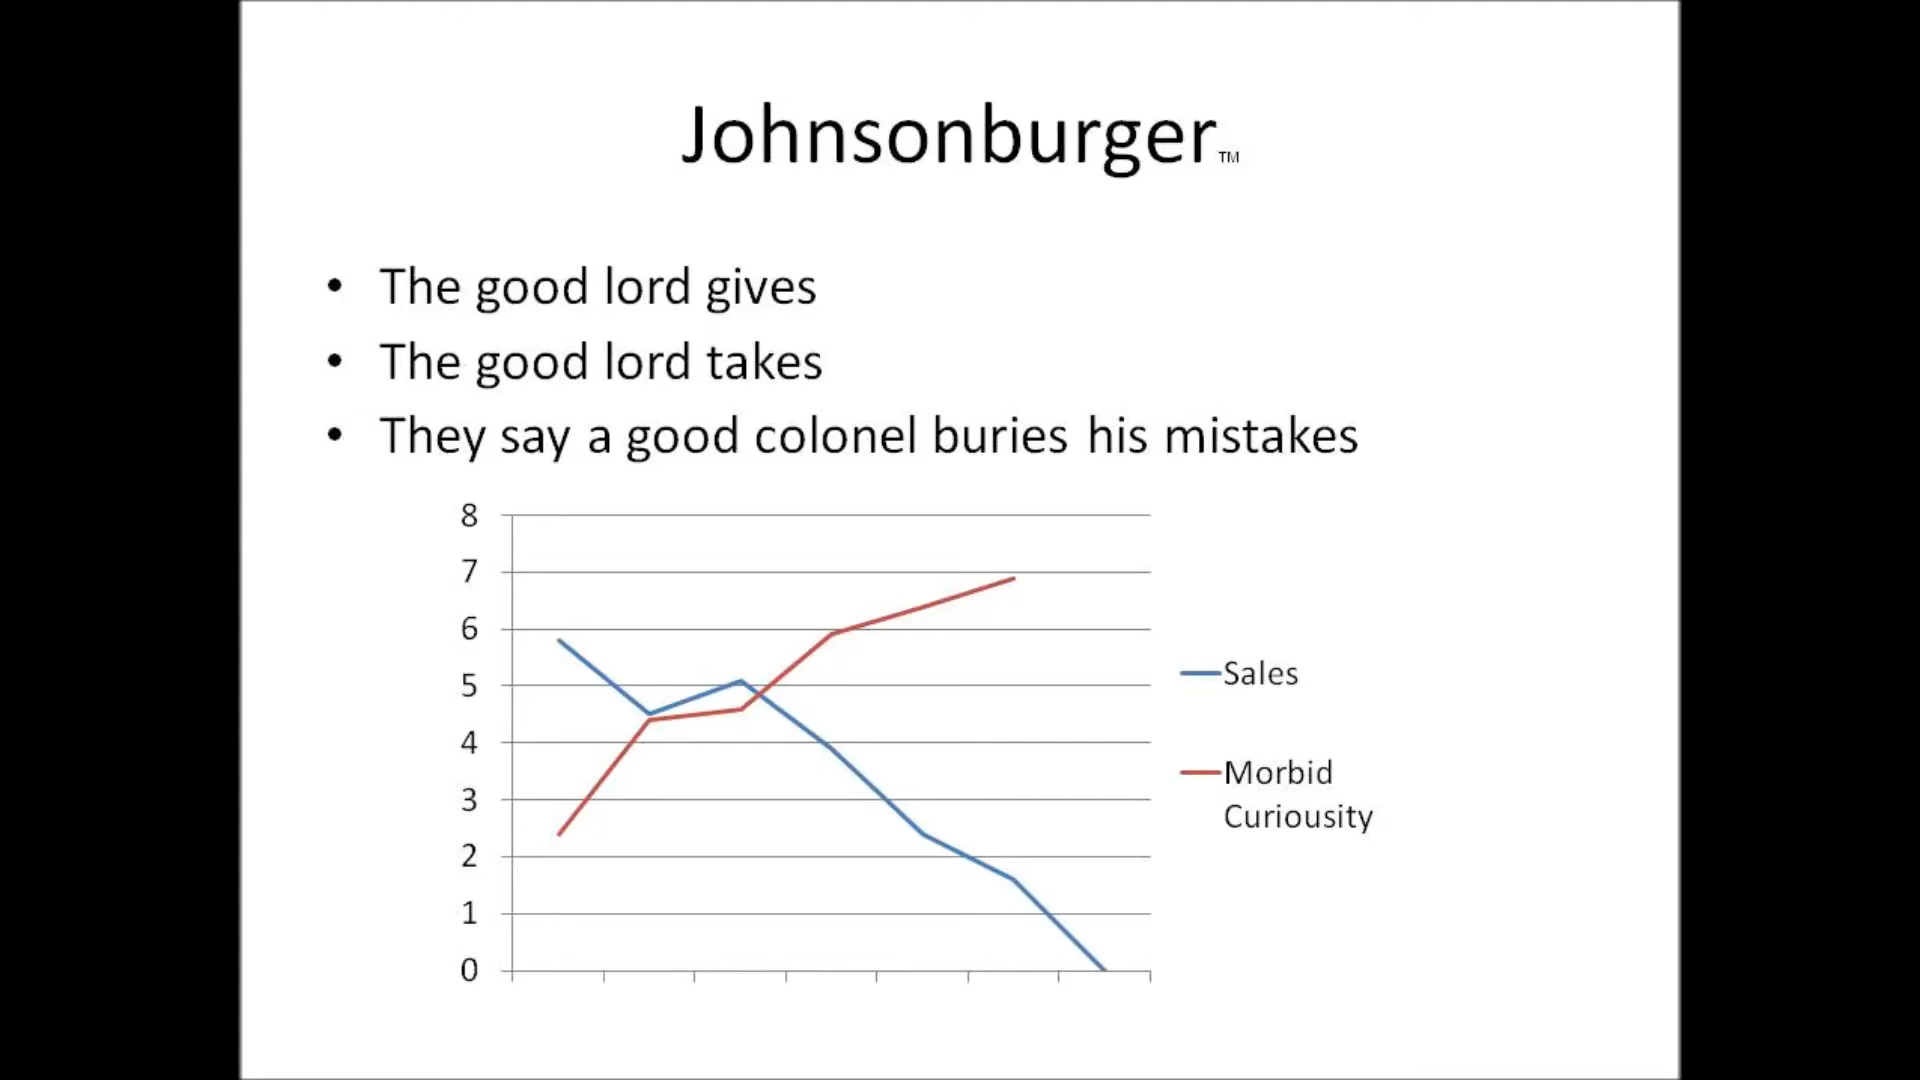 Johnsonburger™
• The good lord gives
• The good lord takes
• They say a good colonel buries his mistakes
8
7
6
5
4
3
2
1
0
Sales
Morbid
Curiousity